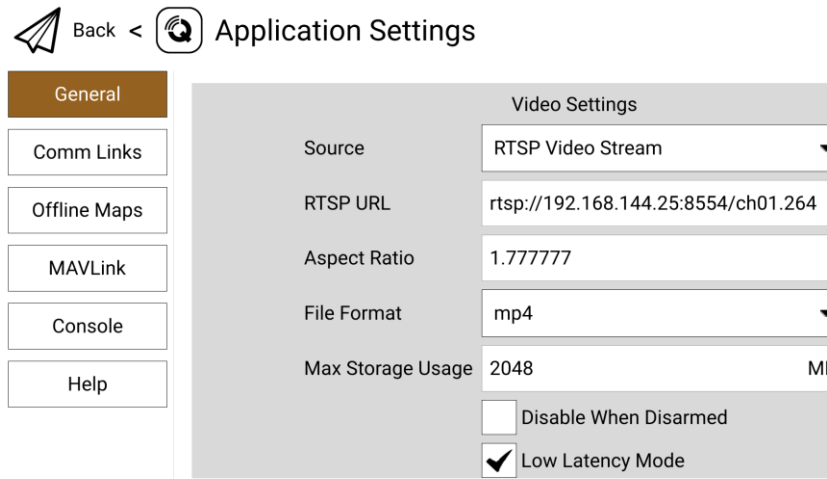 Back < Application Settings
General
Comm Links
Offline Maps
MAVLink
Console
Help
Video Settings
Source RTSP Video Stream
RTSP URL rtsp://192.168.144.25:8554/ch01.264
Aspect Ratio 1.777777
File Format mp4
Max Storage Usage 2048
Disable When Disarmed
Low Latency Mode